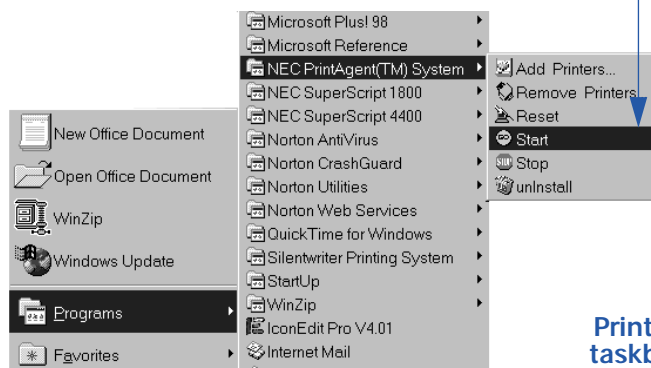 New Office Document
Open Office Document
WinZip
Windows Update
Programs
Favorites
Microsoft Plus! 98
Microsoft Reference
NEC PrintAgent(TM) System
NEC SuperScript 1800
NEC SuperScript 4400
Norton AntiVirus
Norton CrashGuard
Norton Utilities
Norton Web Services
QuickTime for Windows
Silentwriter Printing System
StartUp
WinZip
IconEdit Pro V4.01
Internet Mail
Add Printers...
Remove Printers
Reset
Start
Stop
unInstall
Print
taskb